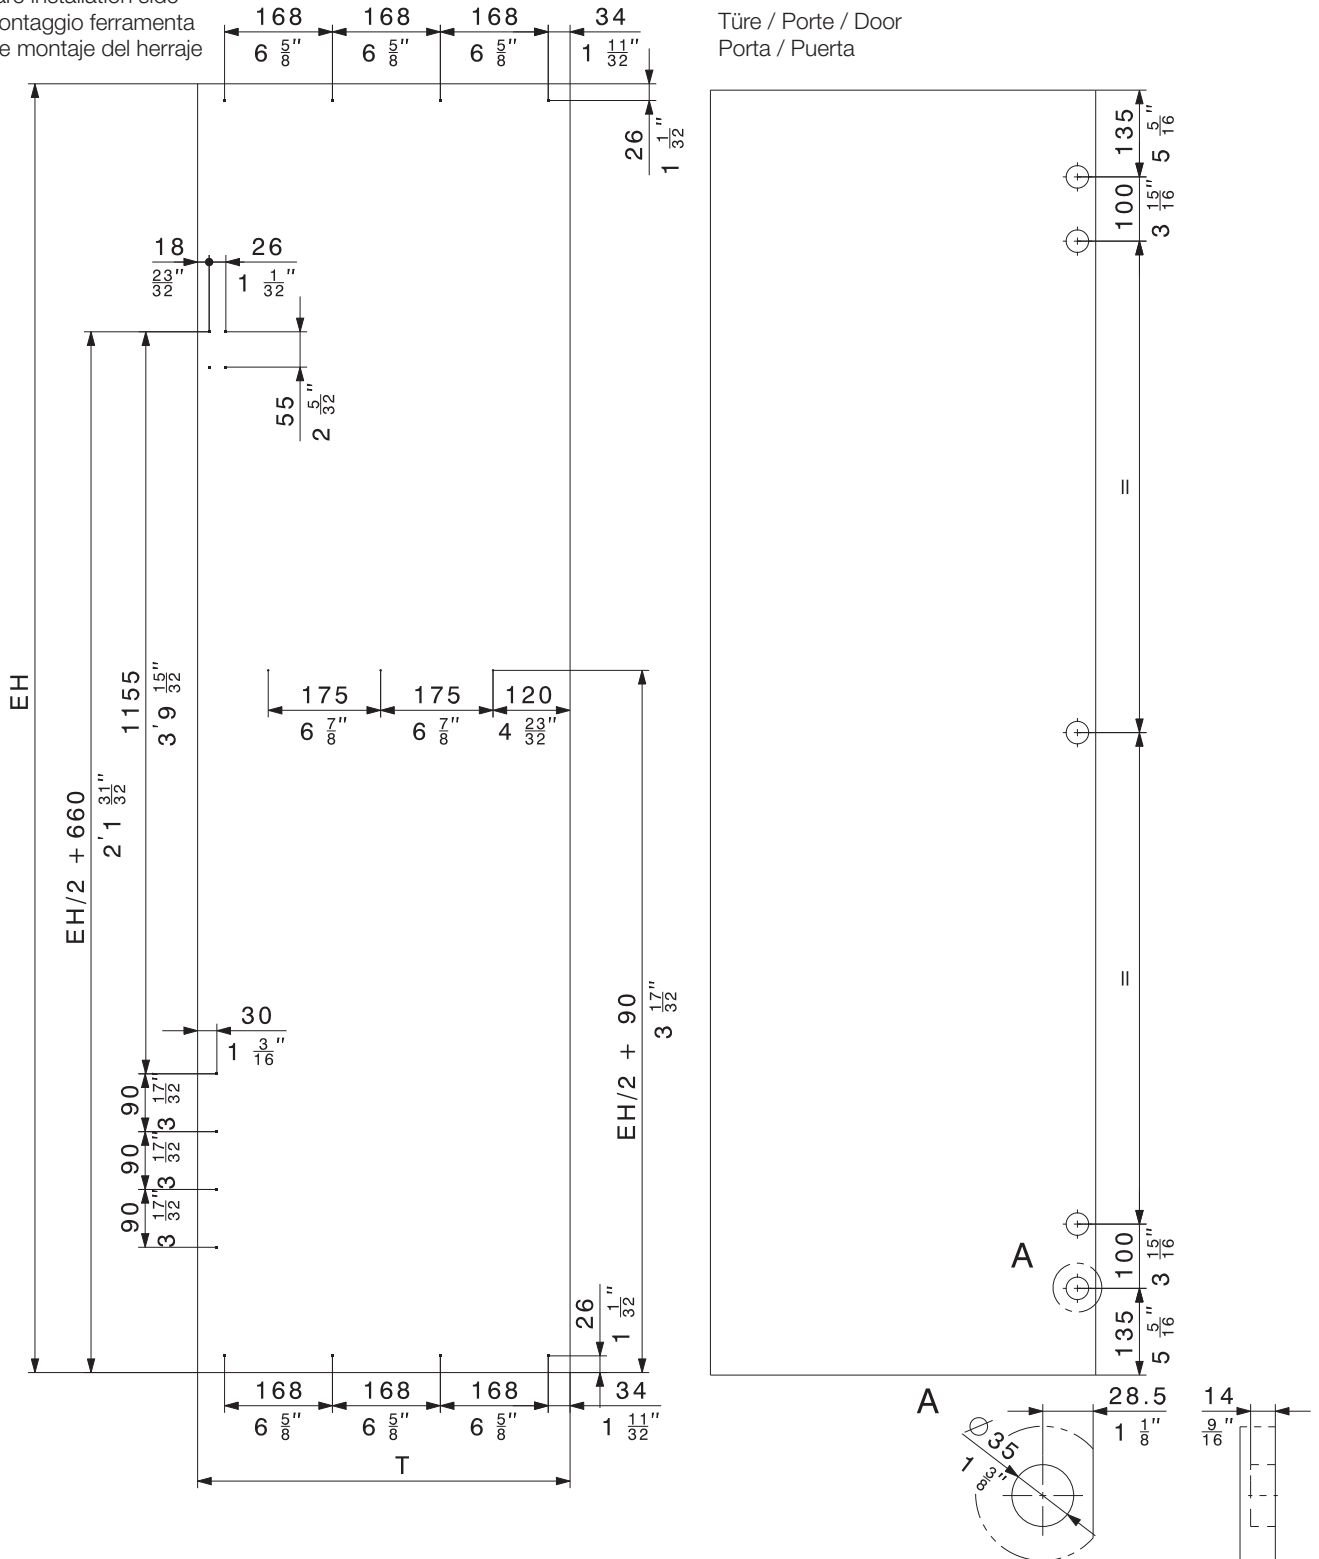 are installation side
ontaggio ferramenta
e montaje del herraje
168 168 168 34
6 5/8" 6 5/8" 6 5/8" 1 11/32"
26
1 1/32"
18 26
23/32" 1 1/32"
55
2 5/32"
EH
EH/2 + 660
2'1 31/32"
1155
3'9 15/32"
175 175 120
6 7/8" 6 7/8" 4 23/32"
30
1 3/16"
90
3 17/32"
90
3 17/32"
90
3 17/32"
EH/2 + 90
3 17/32"
26
1 1/32"
168 168 168 34
6 5/8" 6 5/8" 6 5/8" 1 11/32"
T
Türe / Porte / Door
Porta / Puerta
135
5 5/16"
100
3 15/16"
=
=
A
100
3 15/16"
135
5 5/16"
A
28.5
1 1/8"
14
9/16"
⌀ 35
1 3/8"